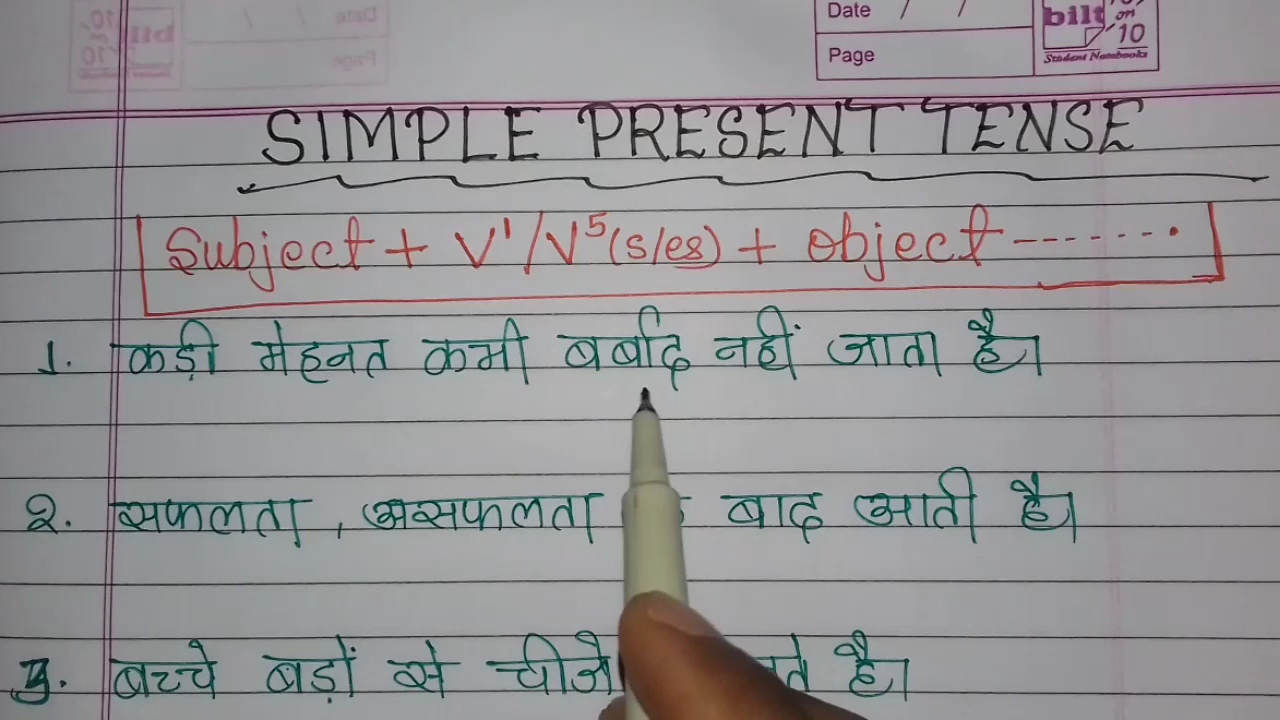 Date / /
Page
bilt on 10
Student Notebooks
SIMPLE PRESENT TENSE
Subject + V¹/V⁵(s/es) + object -------
1. कड़ी मेहनत कभी बर्बाद नहीं जाता है।
2. सफलता, असफलता बाद आती है।
3. बच्चे बड़ों से चीजे है।